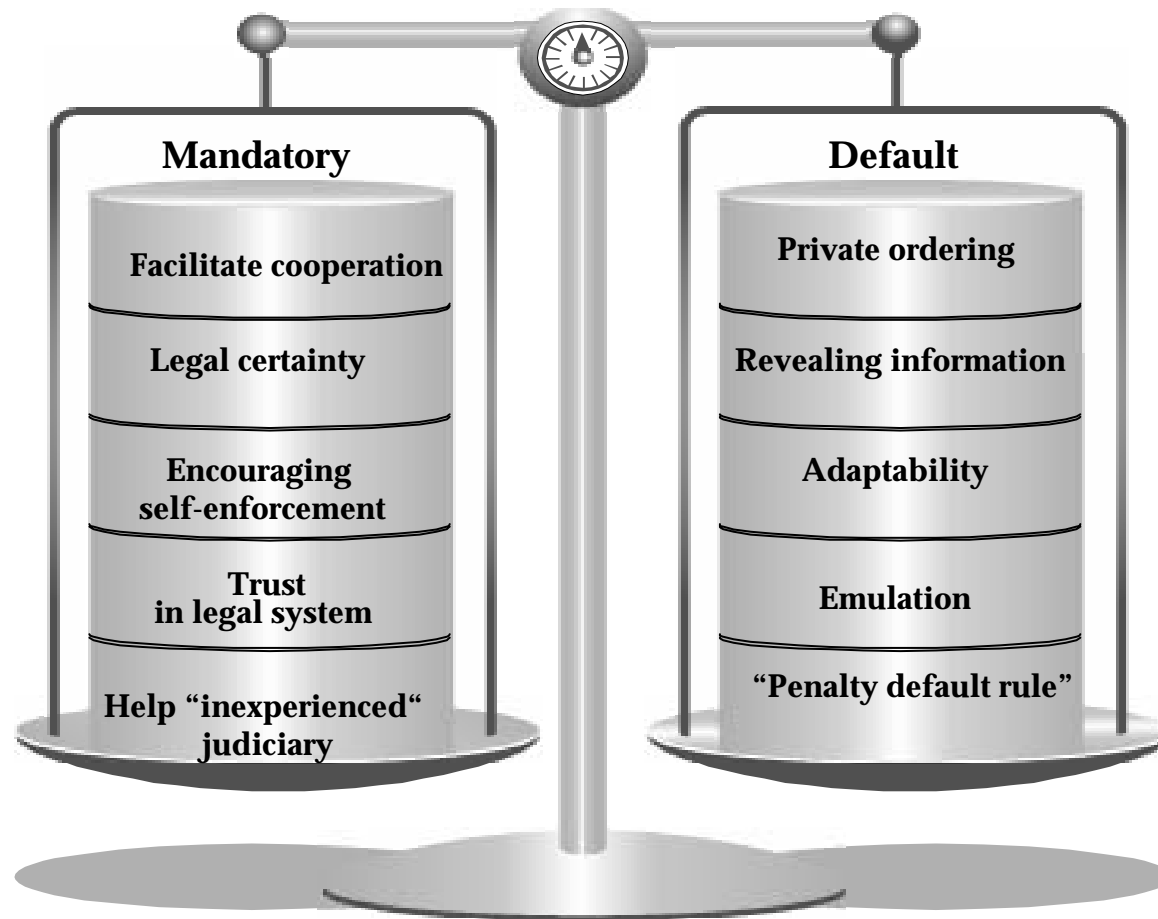 Mandatory
Facilitate cooperation
Legal certainty
Encouraging
self-enforcement
Trust
in legal system
Help “inexperienced“
judiciary
Default
Private ordering
Revealing information
Adaptability
Emulation
“Penalty default rule”